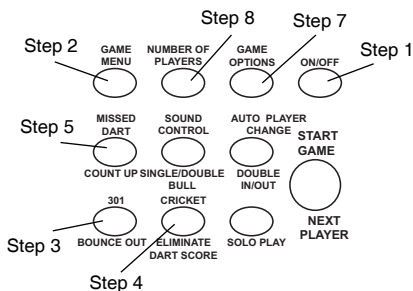 Step 8
Step 7
Step 2
Step 1
GAME
MENU
NUMBER OF
PLAYERS
GAME
OPTIONS
ON/OFF
Step 5
MISSED
DART
SOUND
CONTROL
AUTO PLAYER
CHANGE
START
GAME
COUNT UP
SINGLE/DOUBLE
BULL
DOUBLE
IN/OUT
301
CRICKET
NEXT
PLAYER
Step 3
BOUNCE OUT
ELIMINATE
DART SCORE
SOLO PLAY
Step 4